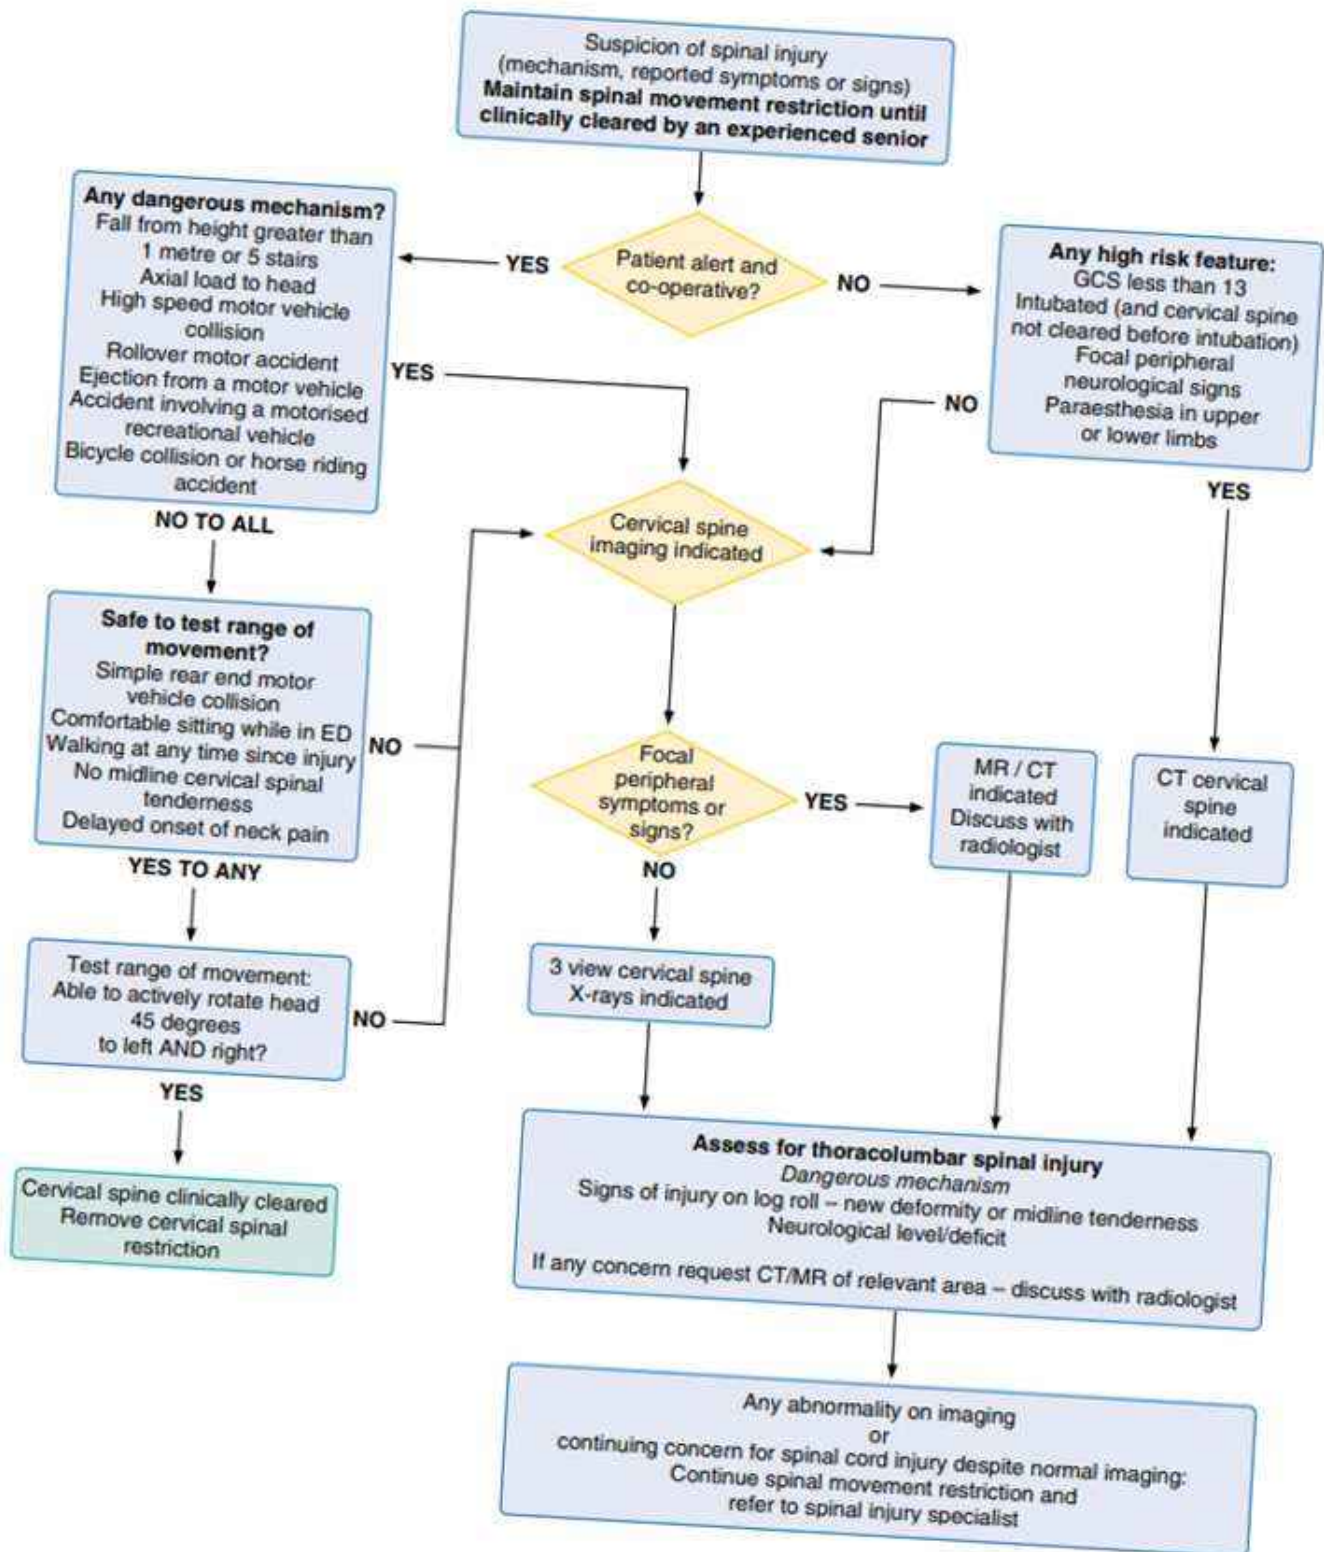 Suspicion of spinal injury
(mechanism, reported symptoms or signs)
Maintain spinal movement restriction until
clinically cleared by an experienced senior
Any dangerous mechanism?
Fall from height greater than
1 metre or 5 stairs
Axial load to head
High speed motor vehicle
collision
Rollover motor accident
Ejection from a motor vehicle
Accident involving a motorised
recreational vehicle
Bicycle collision or horse riding
accident
YES
Patient alert and
co-operative?
NO
Any high risk feature:
GCS less than 13
Intubated (and cervical spine
not cleared before intubation)
Focal peripheral
neurological signs
Paraesthesia in upper
or lower limbs
YES
NO
YES
NO TO ALL
Cervical spine
imaging indicated
Safe to test range of
movement?
Simple rear end motor
vehicle collision
Comfortable sitting while in ED
Walking at any time since injury
No midline cervical spinal
tenderness
Delayed onset of neck pain
NO
YES TO ANY
Focal
peripheral
symptoms or
signs?
YES
NO
MR / CT
indicated
Discuss with
radiologist
CT cervical
spine
indicated
Test range of movement:
Able to actively rotate head
45 degrees
to left AND right?
NO
YES
3 view cervical spine
X-rays indicated
Cervical spine clinically cleared
Remove cervical spinal
restriction
Assess for thoracolumbar spinal injury
Dangerous mechanism
Signs of injury on log roll – new deformity or midline tenderness
Neurological level/deficit
If any concern request CT/MR of relevant area – discuss with radiologist
Any abnormality on imaging
or
continuing concern for spinal cord injury despite normal imaging:
Continue spinal movement restriction and
refer to spinal injury specialist